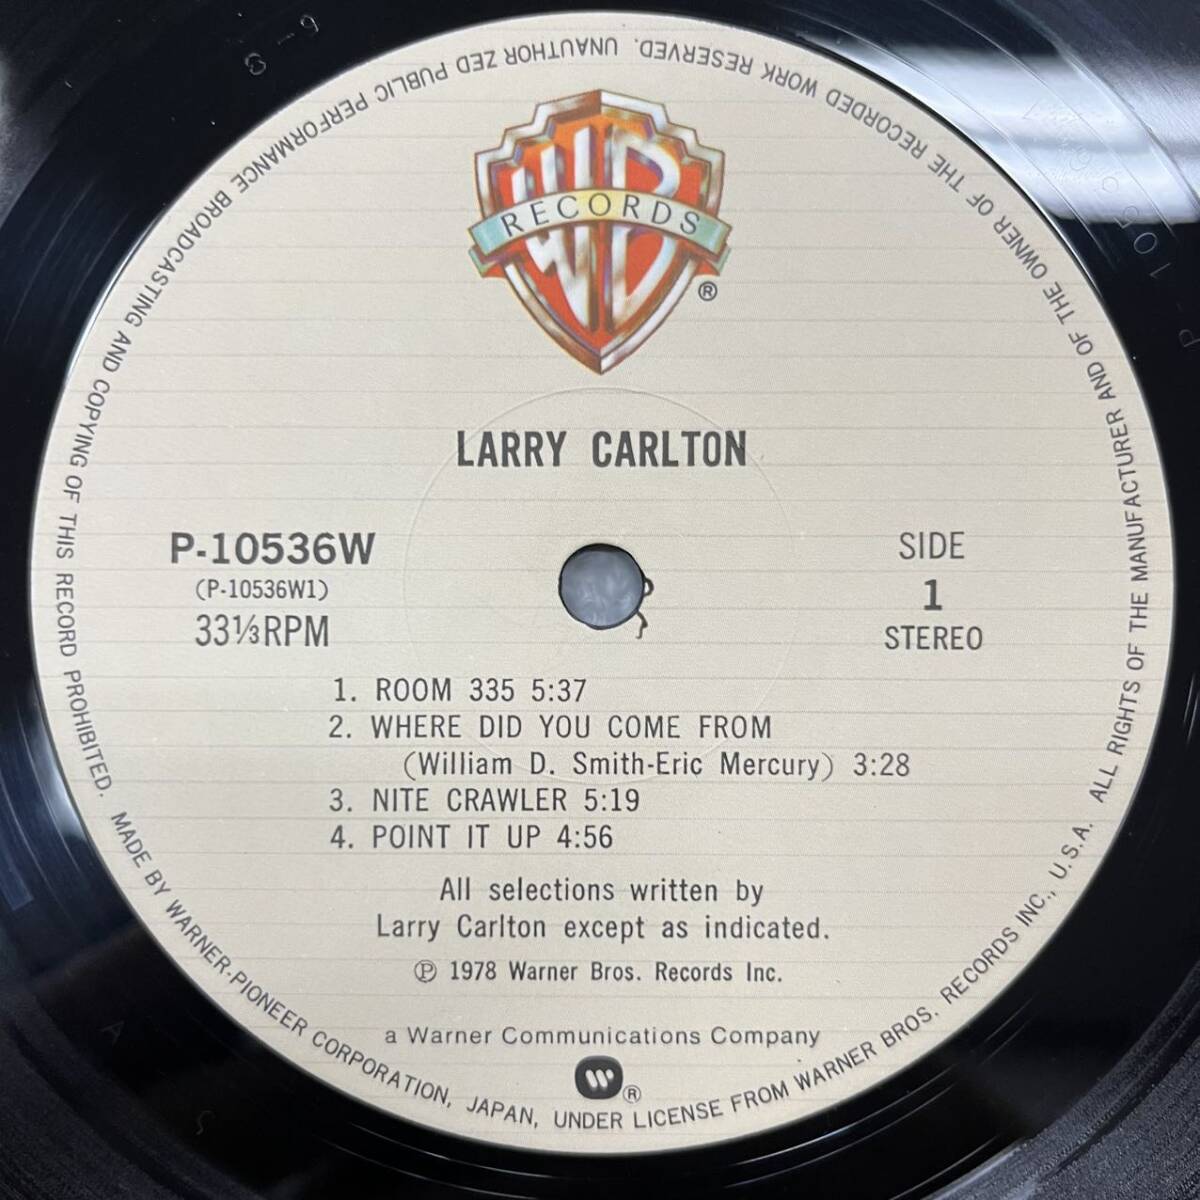 WB
RECORDS
®
LARRY CARLTON
P-10536W
(P-10536W1)
33⅓RPM
SIDE
1
STEREO
1. ROOM 335 5:37
2. WHERE DID YOU COME FROM
(William D. Smith-Eric Mercury) 3:28
3. NITE CRAWLER 5:19
4. POINT IT UP 4:56
All selections written by
Larry Carlton except as indicated.
Ⓟ 1978 Warner Bros. Records Inc.
a Warner Communications Company
®
MADE BY WARNER-PIONEER CORPORATION, JAPAN, UNDER LICENSE FROM WARNER BROS. RECORDS INC., U.S.A. ALL RIGHTS OF THE MANUFACTURER AND OF THE OWNER OF THE RECORDED WORK RESERVED. UNAUTHOR ZED PUBLIC PERFORMANCE BROADCASTING AND COPYING OF THIS RECORD PROHIBITED.